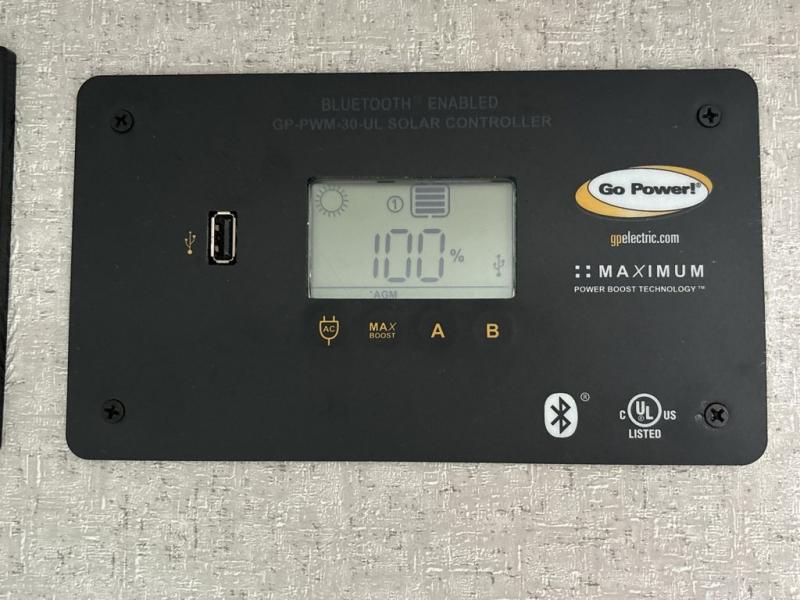 BLUETOOTH® ENABLED
GP-PWM-30-UL SOLAR CONTROLLER
Go Power!®
gpelectric.com
MAXIMUM
POWER BOOST TECHNOLOGY™
1
100%
AGM
AC
MAX
BOOST
A
B
®
C UL US
LISTED